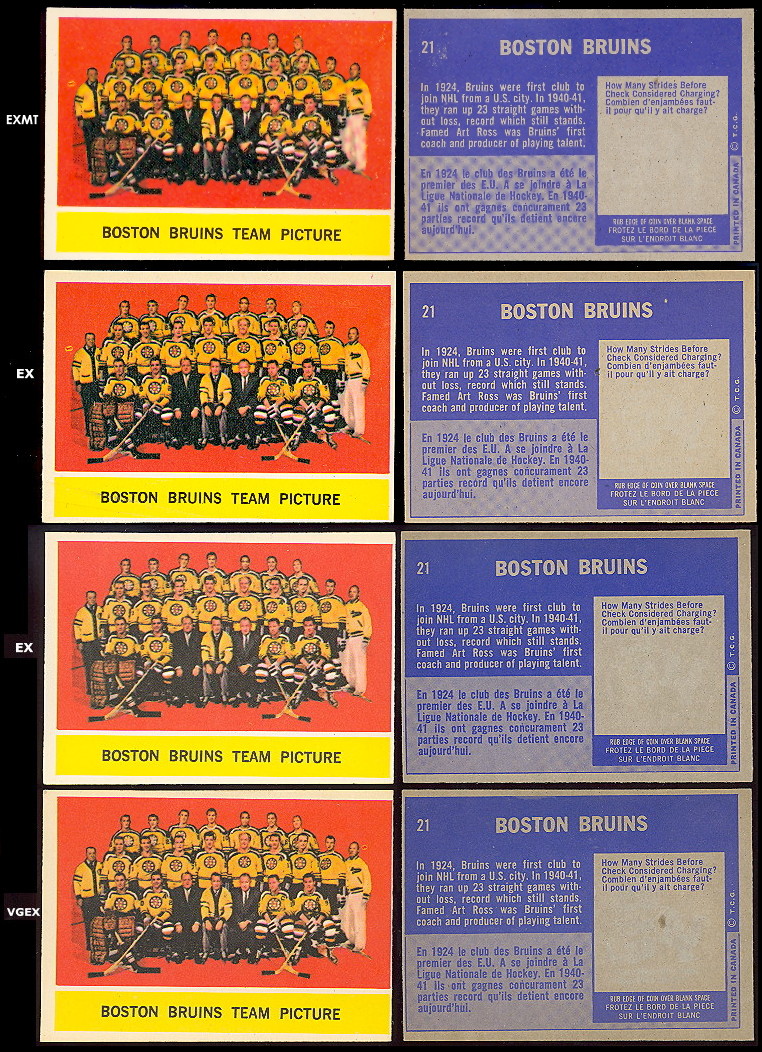 EXMT
BOSTON BRUINS TEAM PICTURE
21
BOSTON BRUINS
In 1924, Bruins were first club to
join NHL from a U.S. city. In 1940-41,
they ran up 23 straight games with-
out loss, record which still stands.
Famed Art Ross was Bruins' first
coach and producer of playing talent.
En 1924 le club des Bruins a été le
premier des E.U. A se joindre à La
Ligue Nationale de Hockey. En 1940-
41 ils ont gagnes concurament 23
parties record qu'ils detient encore
aujourd'hui.
How Many Strides Before
Check Considered Charging?
Combien d'enjambées faut-
il pour qu'il y ait charge?
RUB EDGE OF COIN OVER BLANK SPACE
FROTEZ LE BORD DE LA PIECE
SUR L'ENDROIT BLANC
PRINTED IN CANADA © T.C.G.
EX
BOSTON BRUINS TEAM PICTURE
21
BOSTON BRUINS
In 1924, Bruins were first club to
join NHL from a U.S. city. In 1940-41,
they ran up 23 straight games with-
out loss, record which still stands.
Famed Art Ross was Bruins' first
coach and producer of playing talent.
En 1924 le club des Bruins a été le
premier des E.U. A se joindre à La
Ligue Nationale de Hockey. En 1940-
41 ils ont gagnes concurament 23
parties record qu'ils detient encore
aujourd'hui.
How Many Strides Before
Check Considered Charging?
Combien d'enjambées faut-
il pour qu'il y ait charge?
RUB EDGE OF COIN OVER BLANK SPACE
FROTEZ LE BORD DE LA PIECE
SUR L'ENDROIT BLANC
PRINTED IN CANADA © T.C.G.
EX
BOSTON BRUINS TEAM PICTURE
21
BOSTON BRUINS
In 1924, Bruins were first club to
join NHL from a U.S. city. In 1940-41,
they ran up 23 straight games with-
out loss, record which still stands.
Famed Art Ross was Bruins' first
coach and producer of playing talent.
En 1924 le club des Bruins a été le
premier des E.U. A se joindre à La
Ligue Nationale de Hockey. En 1940-
41 ils ont gagnes concurament 23
parties record qu'ils detient encore
aujourd'hui.
How Many Strides Before
Check Considered Charging?
Combien d'enjambées faut-
il pour qu'il y ait charge?
RUB EDGE OF COIN OVER BLANK SPACE
FROTEZ LE BORD DE LA PIECE
SUR L'ENDROIT BLANC
PRINTED IN CANADA © T.C.G.
VGEX
BOSTON BRUINS TEAM PICTURE
21
BOSTON BRUINS
In 1924, Bruins were first club to
join NHL from a U.S. city. In 1940-41,
they ran up 23 straight games with-
out loss, record which still stands.
Famed Art Ross was Bruins' first
coach and producer of playing talent.
En 1924 le club des Bruins a été le
premier des E.U. A se joindre à La
Ligue Nationale de Hockey. En 1940-
41 ils ont gagnes concurament 23
parties record qu'ils detient encore
aujourd'hui.
How Many Strides Before
Check Considered Charging?
Combien d'enjambées faut-
il pour qu'il y ait charge?
RUB EDGE OF COIN OVER BLANK SPACE
FROTEZ LE BORD DE LA PIECE
SUR L'ENDROIT BLANC
PRINTED IN CANADA © T.C.G.